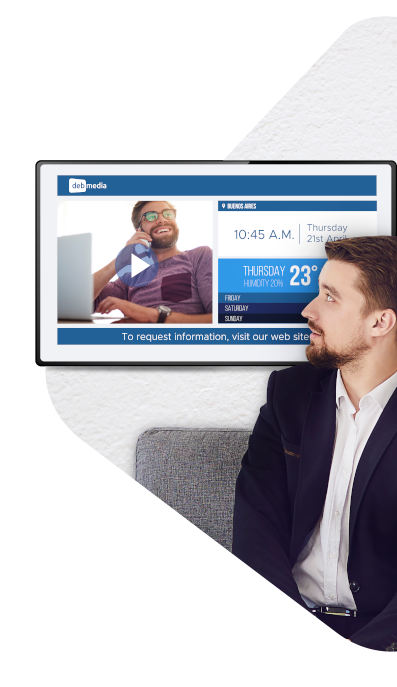 debmedia
BUENOS AIRES
10:45 A.M.
Thursday
21st April
THURSDAY
HUMIDITY 20%
23°
FRIDAY
SATURDAY
SUNDAY
To request information, visit our web site